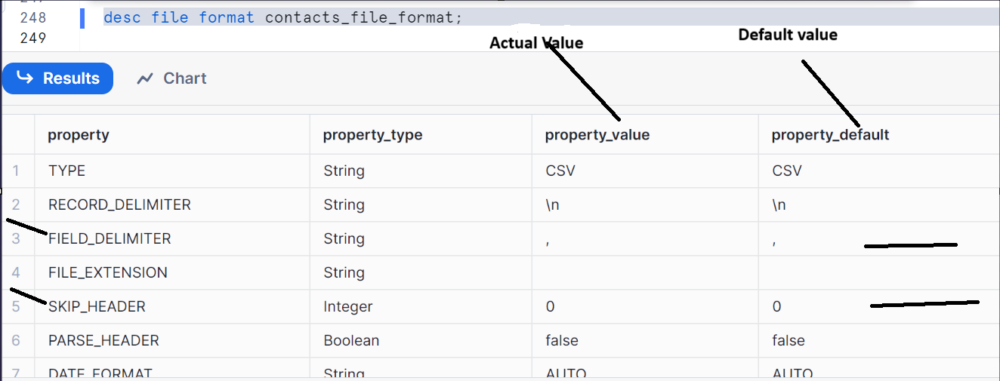 248 desc file format contacts_file_format;
249
Actual Value Default value
Results Chart
property property_type property_value property_default
1 TYPE String CSV CSV
2 RECORD_DELIMITER String \n \n
3 FIELD_DELIMITER String , ,
4 FILE_EXTENSION String
5 SKIP_HEADER Integer 0 0
6 PARSE_HEADER Boolean false false
7 DATE_FORMAT String AUTO AUTO